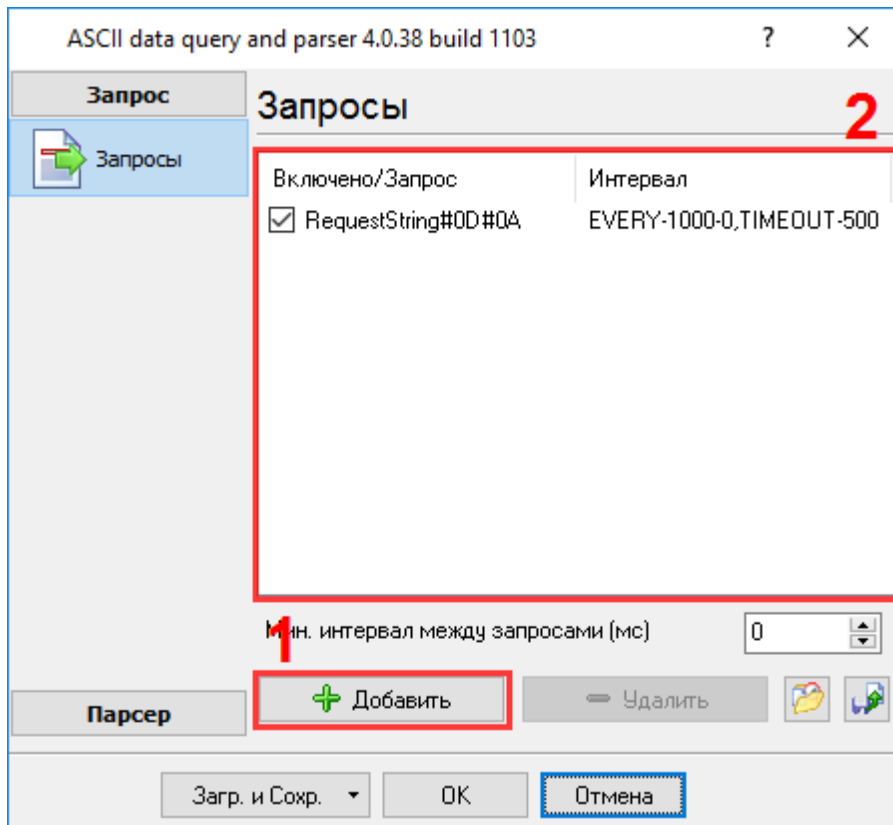 ASCII data query and parser 4.0.38 build 1103 ?
Запрос
Запросы
Запросы
2
Включено/Запрос Интервал
RequestString#0D#0A EVERY-1000-0,TIMEOUT-500
Мин. интервал между запросами (мс) 0
1
Добавить Удалить
Парсер
Загр. и Сохр. OK Отмена